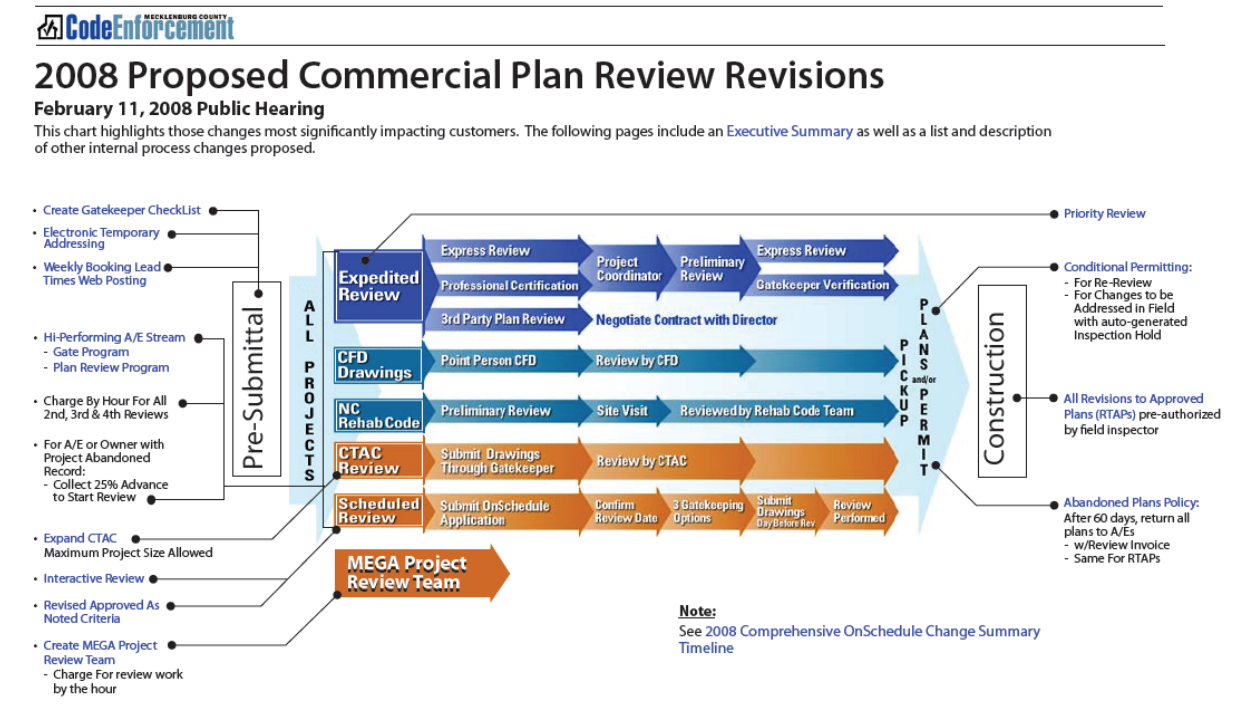 MECKLENBURG COUNTY
CodeEnforcement
2008 Proposed Commercial Plan Review Revisions
February 11, 2008 Public Hearing
This chart highlights those changes most significantly impacting customers.  The following pages include an Executive Summary as well as a list and description
of other internal process changes proposed.
• Create Gatekeeper CheckList
• Electronic Temporary
Addressing
• Weekly Booking Lead
Times Web Posting
• Hi-Performing A/E Stream
- Gate Program
- Plan Review Program
• Charge By Hour For All
2nd, 3rd & 4th Reviews
• For A/E or Owner with
Project Abandoned
Record:
- Collect 25% Advance
to Start Review
• Expand CTAC
Maximum Project Size Allowed
• Interactive Review
• Revised Approved As
Noted Criteria
• Create MEGA Project
Review Team
- Charge For review work
by the hour
Pre-Submittal
ALL PROJECTS
Expedited
Review
Express Review
Professional Certification
3rd Party Plan Review
Project
Coordinator
Preliminary
Review
Express Review
Gatekeeper Verification
Negotiate Contract with Director
CFD
Drawings
Point Person CFD
Review by CFD
NC
Rehab Code
Preliminary Review
Site Visit
Reviewed by Rehab Code Team
CTAC
Review
Submit Drawings
Through Gatekeeper
Review by CTAC
Scheduled
Review
Submit OnSchedule
Application
Confirm
Review Date
3 Gatekeeping
Options
Submit
Drawings
Day Before Rev
Review
Performed
MEGA Project
Review Team
PICKUP
PLANS
and/or
PERMIT
Construction
Priority Review
• Conditional Permitting:
- For Re-Review
- For Changes to be
Addressed in Field
with auto-generated
Inspection Hold
All Revisions to Approved
Plans (RTAPs) pre-authorized
by field inspector
Abandoned Plans Policy:
After 60 days, return all
plans to A/Es
- w/Review Invoice
- Same For RTAPs
Note:
See 2008 Comprehensive OnSchedule Change Summary
Timeline